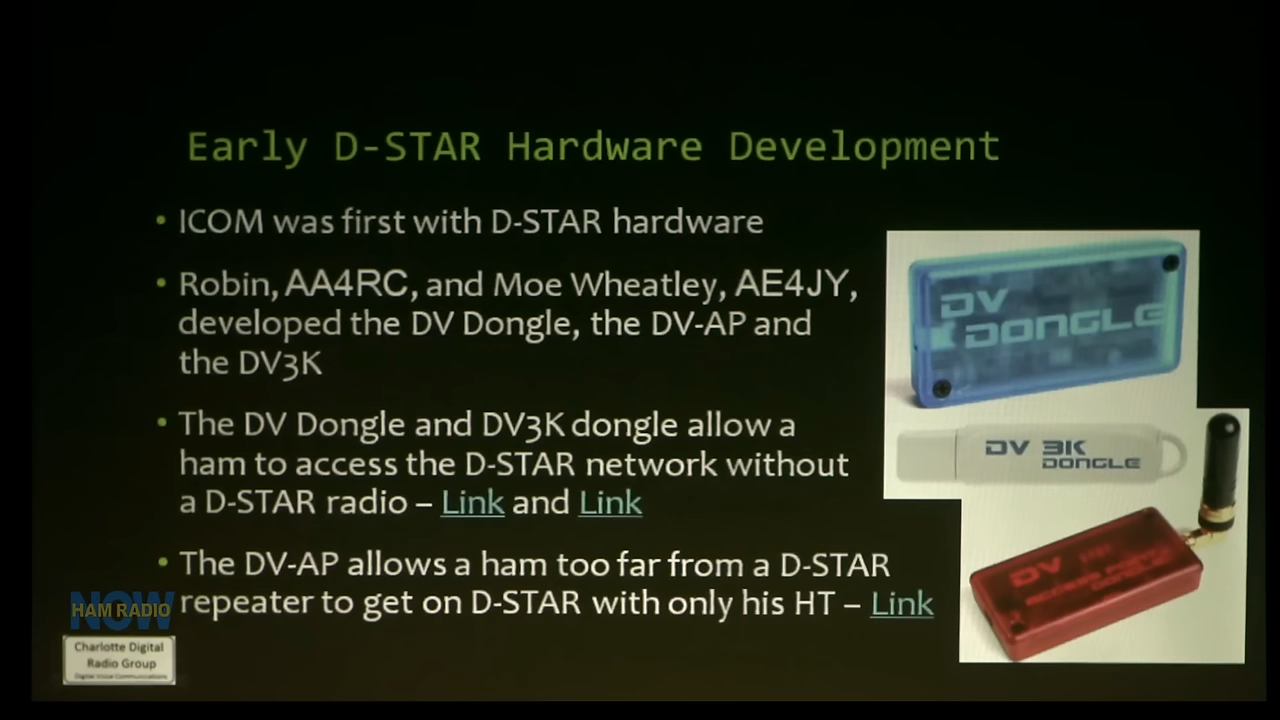 Early D-STAR Hardware Development
• ICOM was first with D-STAR hardware
• Robin, AA4RC, and Moe Wheatley, AE4JY,
developed the DV Dongle, the DV-AP and
the DV3K
• The DV Dongle and DV3K dongle allow a
ham to access the D-STAR network without
a D-STAR radio – Link and Link
• The DV-AP allows a ham too far from a D-STAR
repeater to get on D-STAR with only his HT – Link
DV
DONGLE
DV 3K
DONGLE
DV
NOW
HAM RADIO
Charlotte Digital
Radio Group
Digital Voice Communications